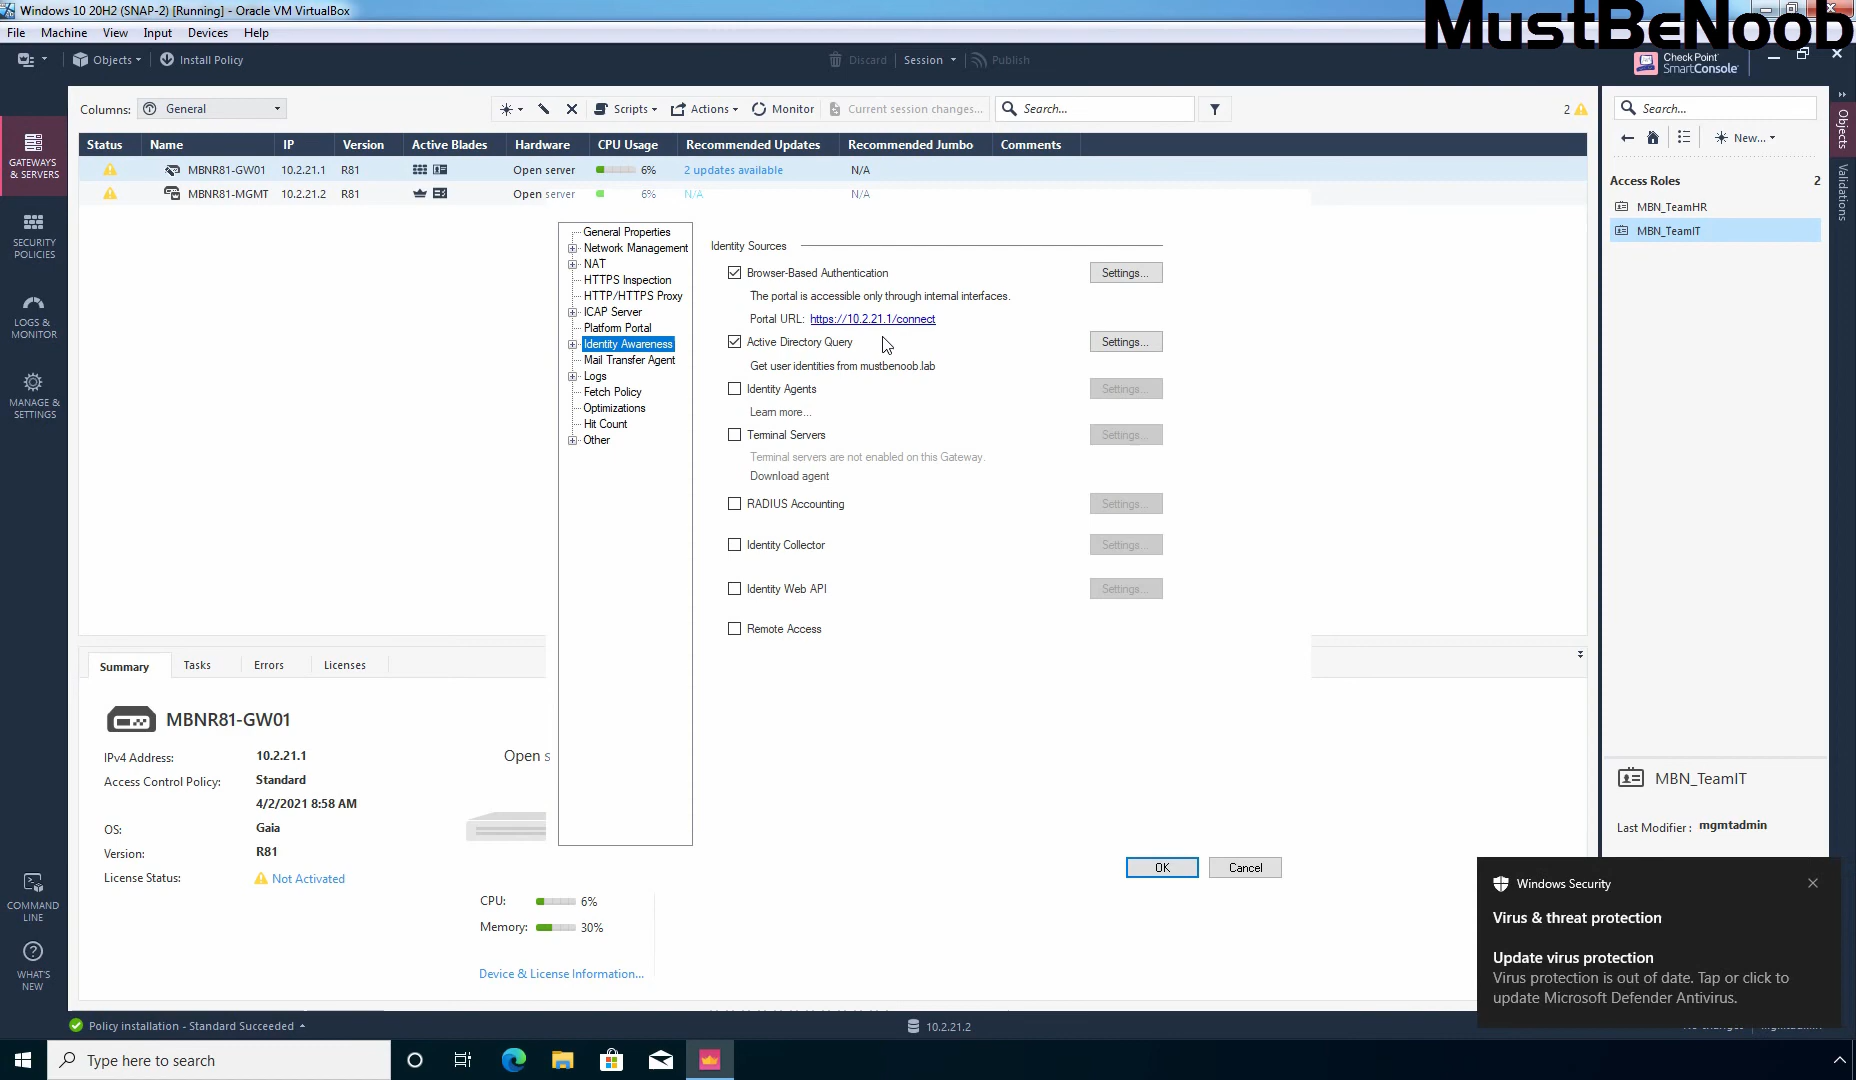 Windows 10 20H2 (SNAP-2) [Running] - Oracle VM VirtualBox
MustBeNoob
File Machine View Input Devices Help
Objects Install Policy Discard Session Publish
Check Point
SmartConsole
Columns: General Scripts Actions Monitor Current session changes... Search... 2
Search...
New...
Objects
Validations
Status Name IP Version Active Blades Hardware CPU Usage Recommended Updates Recommended Jumbo Comments
MBNR81-GW01 10.2.21.1 R81 Open server 6% 2 updates available N/A
MBNR81-MGMT 10.2.21.2 R81 Open server 6% N/A N/A
GATEWAYS
& SERVERS
SECURITY
POLICIES
LOGS &
MONITOR
MANAGE &
SETTINGS
COMMAND
LINE
WHAT'S
NEW
Access Roles 2
MBN_TeamHR
MBN_TeamIT
General Properties
Network Management
NAT
HTTPS Inspection
HTTP/HTTPS Proxy
ICAP Server
Platform Portal
Identity Awareness
Mail Transfer Agent
Logs
Fetch Policy
Optimizations
Hit Count
Other
Identity Sources
Browser-Based Authentication Settings...
The portal is accessible only through internal interfaces.
Portal URL: https://10.2.21.1/connect
Active Directory Query Settings...
Get user identities from mustbenoob.lab
Identity Agents Settings...
Learn more...
Terminal Servers Settings...
Terminal servers are not enabled on this Gateway.
Download agent
RADIUS Accounting Settings...
Identity Collector Settings...
Identity Web API Settings...
Remote Access
OK Cancel
Summary Tasks Errors Licenses
MBNR81-GW01
IPv4 Address: 10.2.21.1
Access Control Policy: Standard
4/2/2021 8:58 AM
OS: Gaia
Version: R81
License Status: Not Activated
Open s
CPU: 6%
Memory: 30%
Device & License Information...
MBN_TeamIT
Last Modifier : mgmtadmin
Windows Security
Virus & threat protection
Update virus protection
Virus protection is out of date. Tap or click to
update Microsoft Defender Antivirus.
Policy installation - Standard Succeeded
10.2.21.2
Type here to search